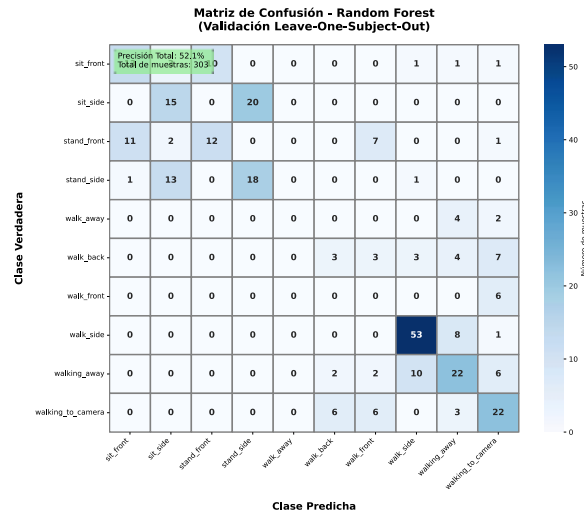 Matriz de Confusión - Random Forest
(Validación Leave-One-Subject-Out)
Precisión Total: 52,1%
Total de muestras: 303
sit_front 0 0 0 0 1 1 1
sit_side 0 15 0 20 0 0 0 0 0 0
stand_front 11 2 12 0 0 0 7 0 0 1
stand_side 1 13 0 18 0 0 0 1 0 0
walk_away 0 0 0 0 0 0 0 0 4 2
walk_back 0 0 0 0 0 3 3 3 4 7
walk_front 0 0 0 0 0 0 0 0 0 6
walk_side 0 0 0 0 0 0 0 53 8 1
walking_away 0 0 0 0 0 2 2 10 22 6
walking_to_camera 0 0 0 0 0 6 6 0 3 22
sit_front sit_side stand_front stand_side walk_away walk_back walk_front walk_side walking_away walking_to_camera
Clase Predicha
Clase Verdadera
50
40
30
20
10
0
Número de muestras